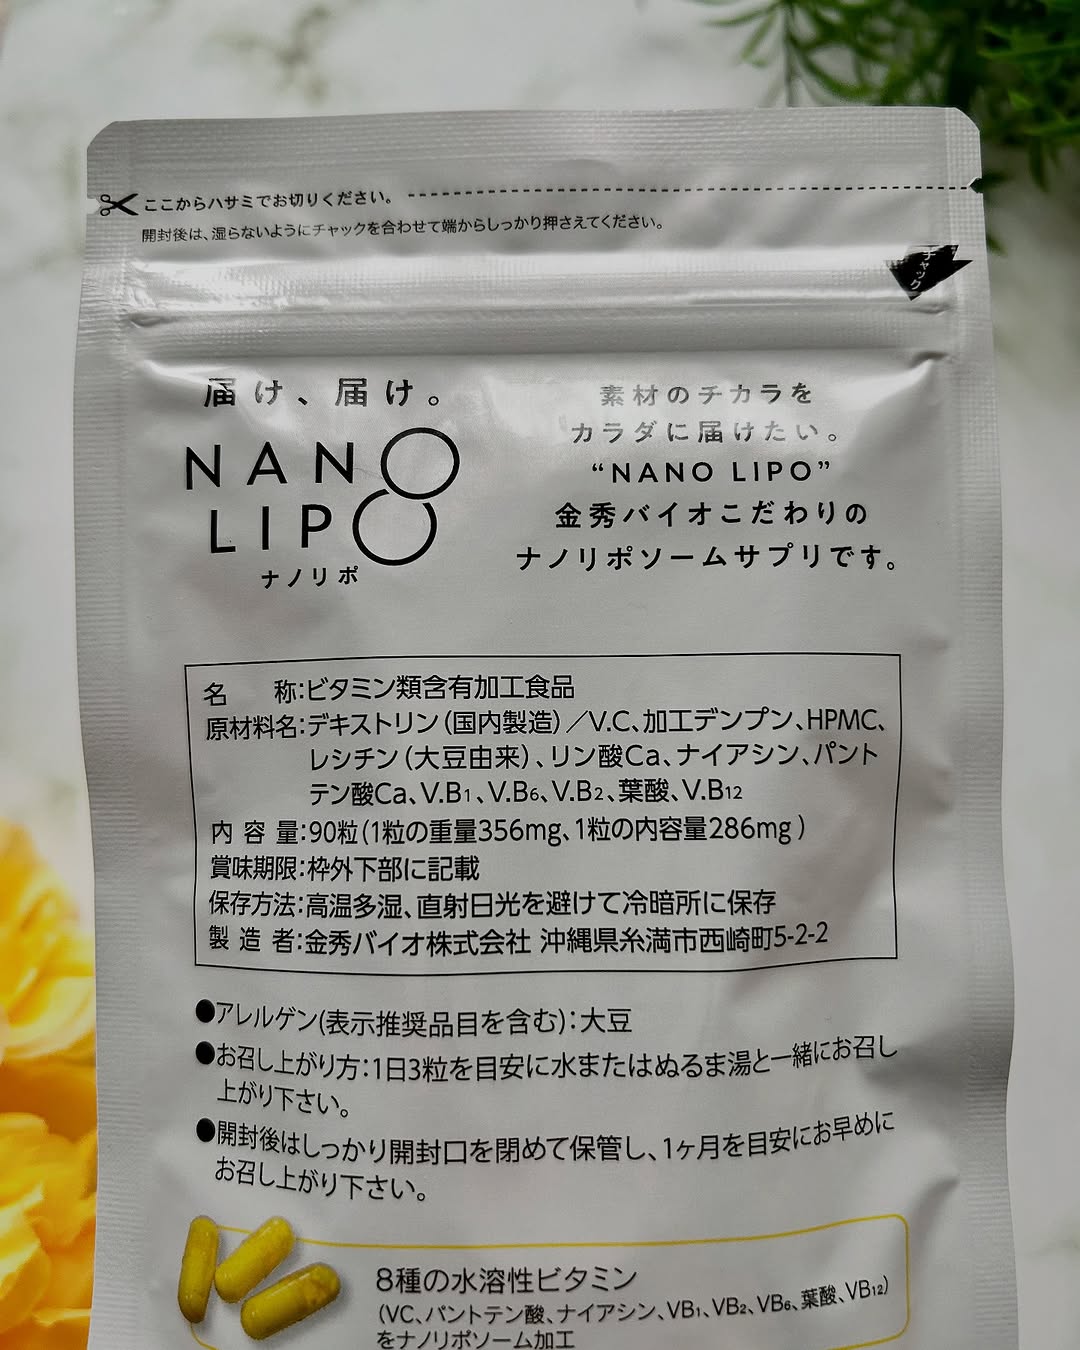 ここからハサミでお切りください。
開封後は、湿らないようにチャックを合わせて端からしっかり押さえてください。
チャック
届け、届け。
NANO
LIPO
ナノリポ
素材のチカラを
カラダに届けたい。
“NANO LIPO”
金秀バイオこだわりの
ナノリポソームサプリです。
名　称:ビタミン類含有加工食品
原材料名:デキストリン(国内製造)／V.C、加工デンプン、HPMC、
レシチン(大豆由来)、リン酸Ca、ナイアシン、パント
テン酸Ca、V.B₁、V.B₆、V.B₂、葉酸、V.B₁₂
内容量:90粒(1粒の重量356mg、1粒の内容量286mg)
賞味期限:枠外下部に記載
保存方法:高温多湿、直射日光を避けて冷暗所に保存
製造者:金秀バイオ株式会社 沖縄県糸満市西崎町5-2-2
●アレルゲン(表示推奨品目を含む):大豆
●お召し上がり方:1日3粒を目安に水またはぬるま湯と一緒にお召し
上がり下さい。
●開封後はしっかり開封口を閉めて保管し、1ヶ月を目安にお早めに
お召し上がり下さい。
8種の水溶性ビタミン
(VC、パントテン酸、ナイアシン、VB₁、VB₂、VB₆、葉酸、VB₁₂)
をナノリポソーム加工